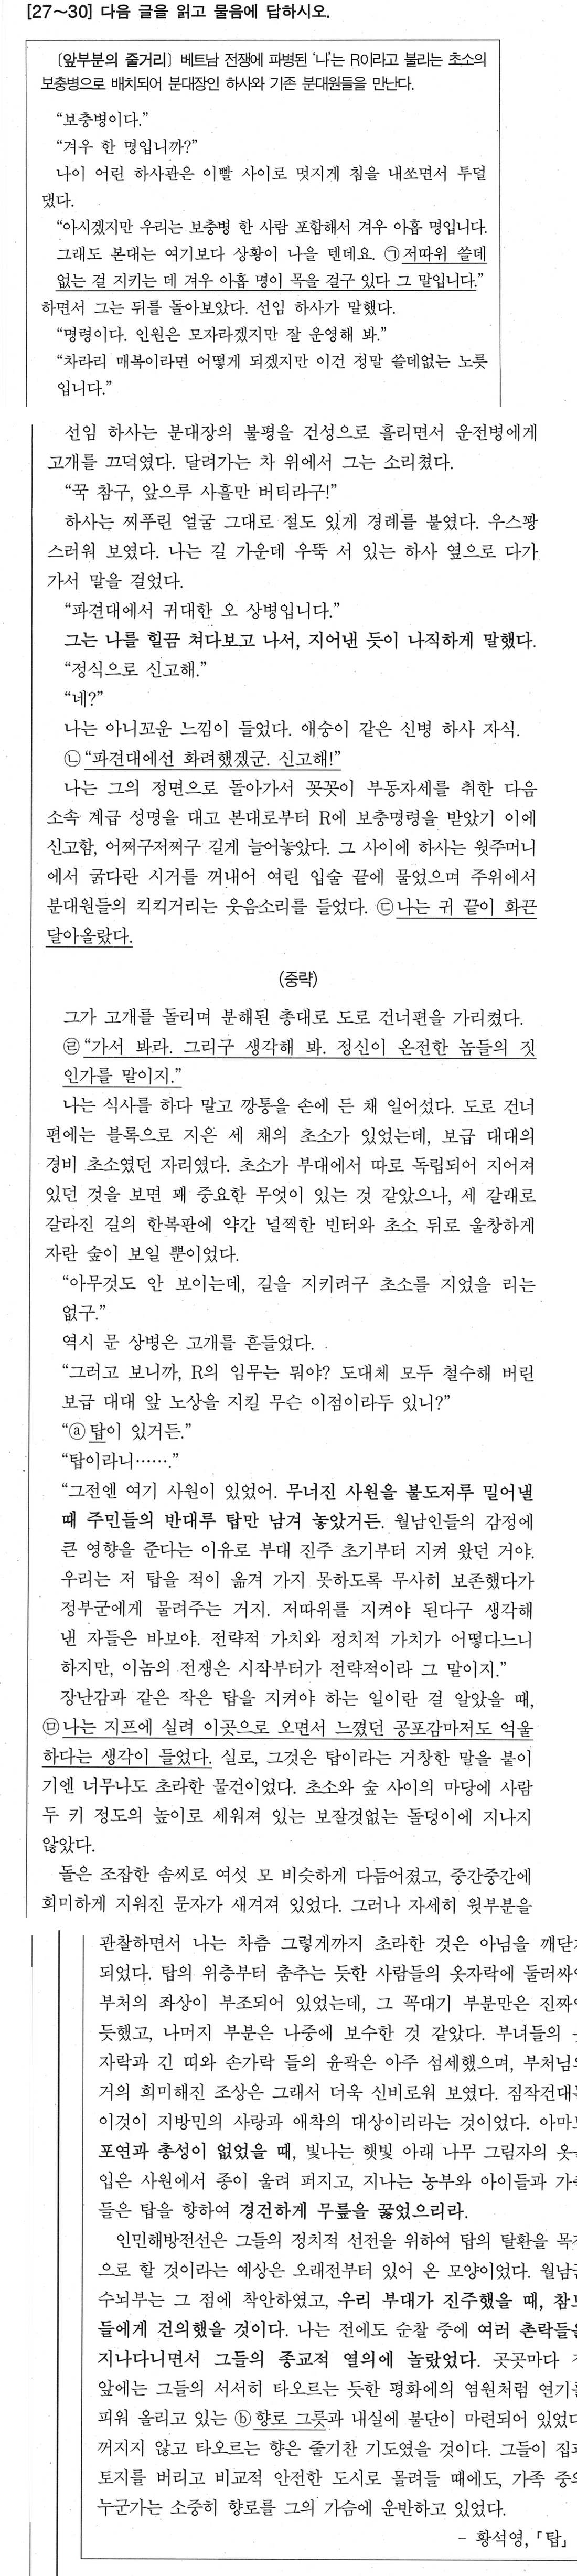 [27~30] 다음 글을 읽고 물음에 답하시오.
〔앞부분의 줄거리〕 베트남 전쟁에 파병된 ‘나’는 R이라고 불리는 초소의
보충병으로 배치되어 분대장인 하사와 기존 분대원들을 만난다.
“보충병이다.”
“겨우 한 명입니까?”
나이 어린 하사관은 이빨 사이로 멋지게 침을 내쏘면서 투덜
댔다.
“아시겠지만 우리는 보충병 한 사람 포함해서 겨우 아홉 명입니다.
그래도 본대는 여기보다 상황이 나을 텐데요. ㉠저따위 쓸데
없는 걸 지키는 데 겨우 아홉 명이 목을 걸구 있다 그 말입니다.”
하면서 그는 뒤를 돌아보았다. 선임 하사가 말했다.
“명령이다. 인원은 모자라겠지만 잘 운영해 봐.”
“차라리 매복이라면 어떻게 되겠지만 이건 정말 쓸데없는 노릇
입니다.”
선임 하사는 분대장의 불평을 건성으로 흘리면서 운전병에게
고개를 끄덕였다. 달려가는 차 위에서 그는 소리쳤다.
“꾹 참구, 앞으루 사흘만 버티라구!”
하사는 찌푸린 얼굴 그대로 절도 있게 경례를 붙였다. 우스꽝
스러워 보였다. 나는 길 가운데 우뚝 서 있는 하사 옆으로 다가
가서 말을 걸었다.
“파견대에서 귀대한 오 상병입니다.”
그는 나를 힐끔 쳐다보고 나서, 지어낸 듯이 나직하게 말했다.
“정식으로 신고해.”
“네?”
나는 아니꼬운 느낌이 들었다. 애숭이 같은 신병 하사 자식.
㉡“파견대에선 화려했겠군. 신고해!”
나는 그의 정면으로 돌아가서 꼿꼿이 부동자세를 취한 다음
소속 계급 성명을 대고 본대로부터 R에 보충명령을 받았기 이에
신고함, 어쩌구저쩌구 길게 늘어놓았다. 그 사이에 하사는 윗주머니
에서 굵다란 시거를 꺼내어 여린 입술 끝에 물었으며 주위에서
분대원들의 킥킥거리는 웃음소리를 들었다. ㉢나는 귀 끝이 화끈
달아올랐다.
(중략)
그가 고개를 돌리며 분해된 총대로 도로 건너편을 가리켰다.
㉣“가서 봐라. 그리구 생각해 봐. 정신이 온전한 놈들의 짓
인가를 말이지.”
나는 식사를 하다 말고 깡통을 손에 든 채 일어섰다. 도로 건너
편에는 블록으로 지은 세 채의 초소가 있었는데, 보급 대대의
경비 초소였던 자리였다. 초소가 부대에서 따로 독립되어 지어져
있던 것을 보면 꽤 중요한 무엇이 있는 것 같았으나, 세 갈래로
갈라진 길의 한복판에 약간 널찍한 빈터와 초소 뒤로 울창하게
자란 숲이 보일 뿐이었다.
“아무것도 안 보이는데, 길을 지키려구 초소를 지었을 리는
없구.”
역시 문 상병은 고개를 흔들었다.
“그러고 보니까, R의 임무는 뭐야? 도대체 모두 철수해 버린
보급 대대 앞 노상을 지킬 무슨 이점이라두 있니?”
“ⓐ탑이 있거든.”
“탑이라니……”
“그전엔 여기 사원이 있었어. 무너진 사원을 불도저루 밀어낼
때 주민들의 반대루 탑만 남겨 놓았거든. 월남인들의 감정에
큰 영향을 준다는 이유로 부대 진주 초기부터 지켜 왔던 거야.
우리는 저 탑을 적이 옮겨 가지 못하도록 무사히 보존했다가
정부군에게 물려주는 거지. 저따위를 지켜야 된다구 생각해
낸 자들은 바보야. 전략적 가치와 정치적 가치가 어떻다느니
하지만, 이놈의 전쟁은 시작부터가 전략적이라 그 말이지.”
장난감과 같은 작은 탑을 지켜야 하는 일이란 걸 알았을 때,
㉤나는 지프에 실려 이곳으로 오면서 느꼈던 공포감마저도 억울
하다는 생각이 들었다. 실로, 그것은 탑이라는 거창한 말을 붙이
기엔 너무나도 초라한 물건이었다. 초소와 숲 사이의 마당에 사람
두 키 정도의 높이로 세워져 있는 보잘것없는 돌덩이에 지나지
않았다.
돌은 조잡한 솜씨로 여섯 모 비슷하게 다듬어졌고, 중간중간에
희미하게 지워진 문자가 새겨져 있었다. 그러나 자세히 윗부분을
관찰하면서 나는 차츰 그렇게까지 초라한 것은 아님을 깨닫
되었다. 탑의 위층부터 춤추는 듯한 사람들의 옷자락에 둘러싸
부처의 좌상이 부조되어 있었는데, 그 꼭대기 부분만은 진짜
듯했고, 나머지 부분은 나중에 보수한 것 같았다. 부녀들의
자락과 긴 띠와 손가락 들의 윤곽은 아주 섬세했으며, 부처님
거의 희미해진 조상은 그래서 더욱 신비로워 보였다. 짐작건대
이것이 지방민의 사랑과 애착의 대상이리라는 것이었다. 아마
포연과 총성이 없었을 때, 빛나는 햇빛 아래 나무 그림자의 옷
입은 사원에서 종이 울려 퍼지고, 지나는 농부와 아이들과 가
들은 탑을 향하여 경건하게 무릎을 꿇었으리라.
인민해방전선은 그들의 정치적 선전을 위하여 탑의 탈환을 목
으로 할 것이라는 예상은 오래전부터 있어 온 모양이었다. 월남
수뇌부는 그 점에 착안하였고, 우리 부대가 진주했을 때, 참
들에게 건의했을 것이다. 나는 전에도 순찰 중에 여러 촌락들
지나다니면서 그들의 종교적 열의에 놀랐었다. 곳곳마다
앞에는 그들의 서서히 타오르는 듯한 평화에의 염원처럼 연기
피워 올리고 있는 ⓑ향로 그릇과 내실에 불단이 마련되어 있었
꺼지지 않고 타오르는 향은 줄기찬 기도였을 것이다. 그들이 집
토지를 버리고 비교적 안전한 도시로 몰려들 때에도, 가족 중
누군가는 소중히 향로를 그의 가슴에 운반하고 있었다.
- 황석영, 「탑」